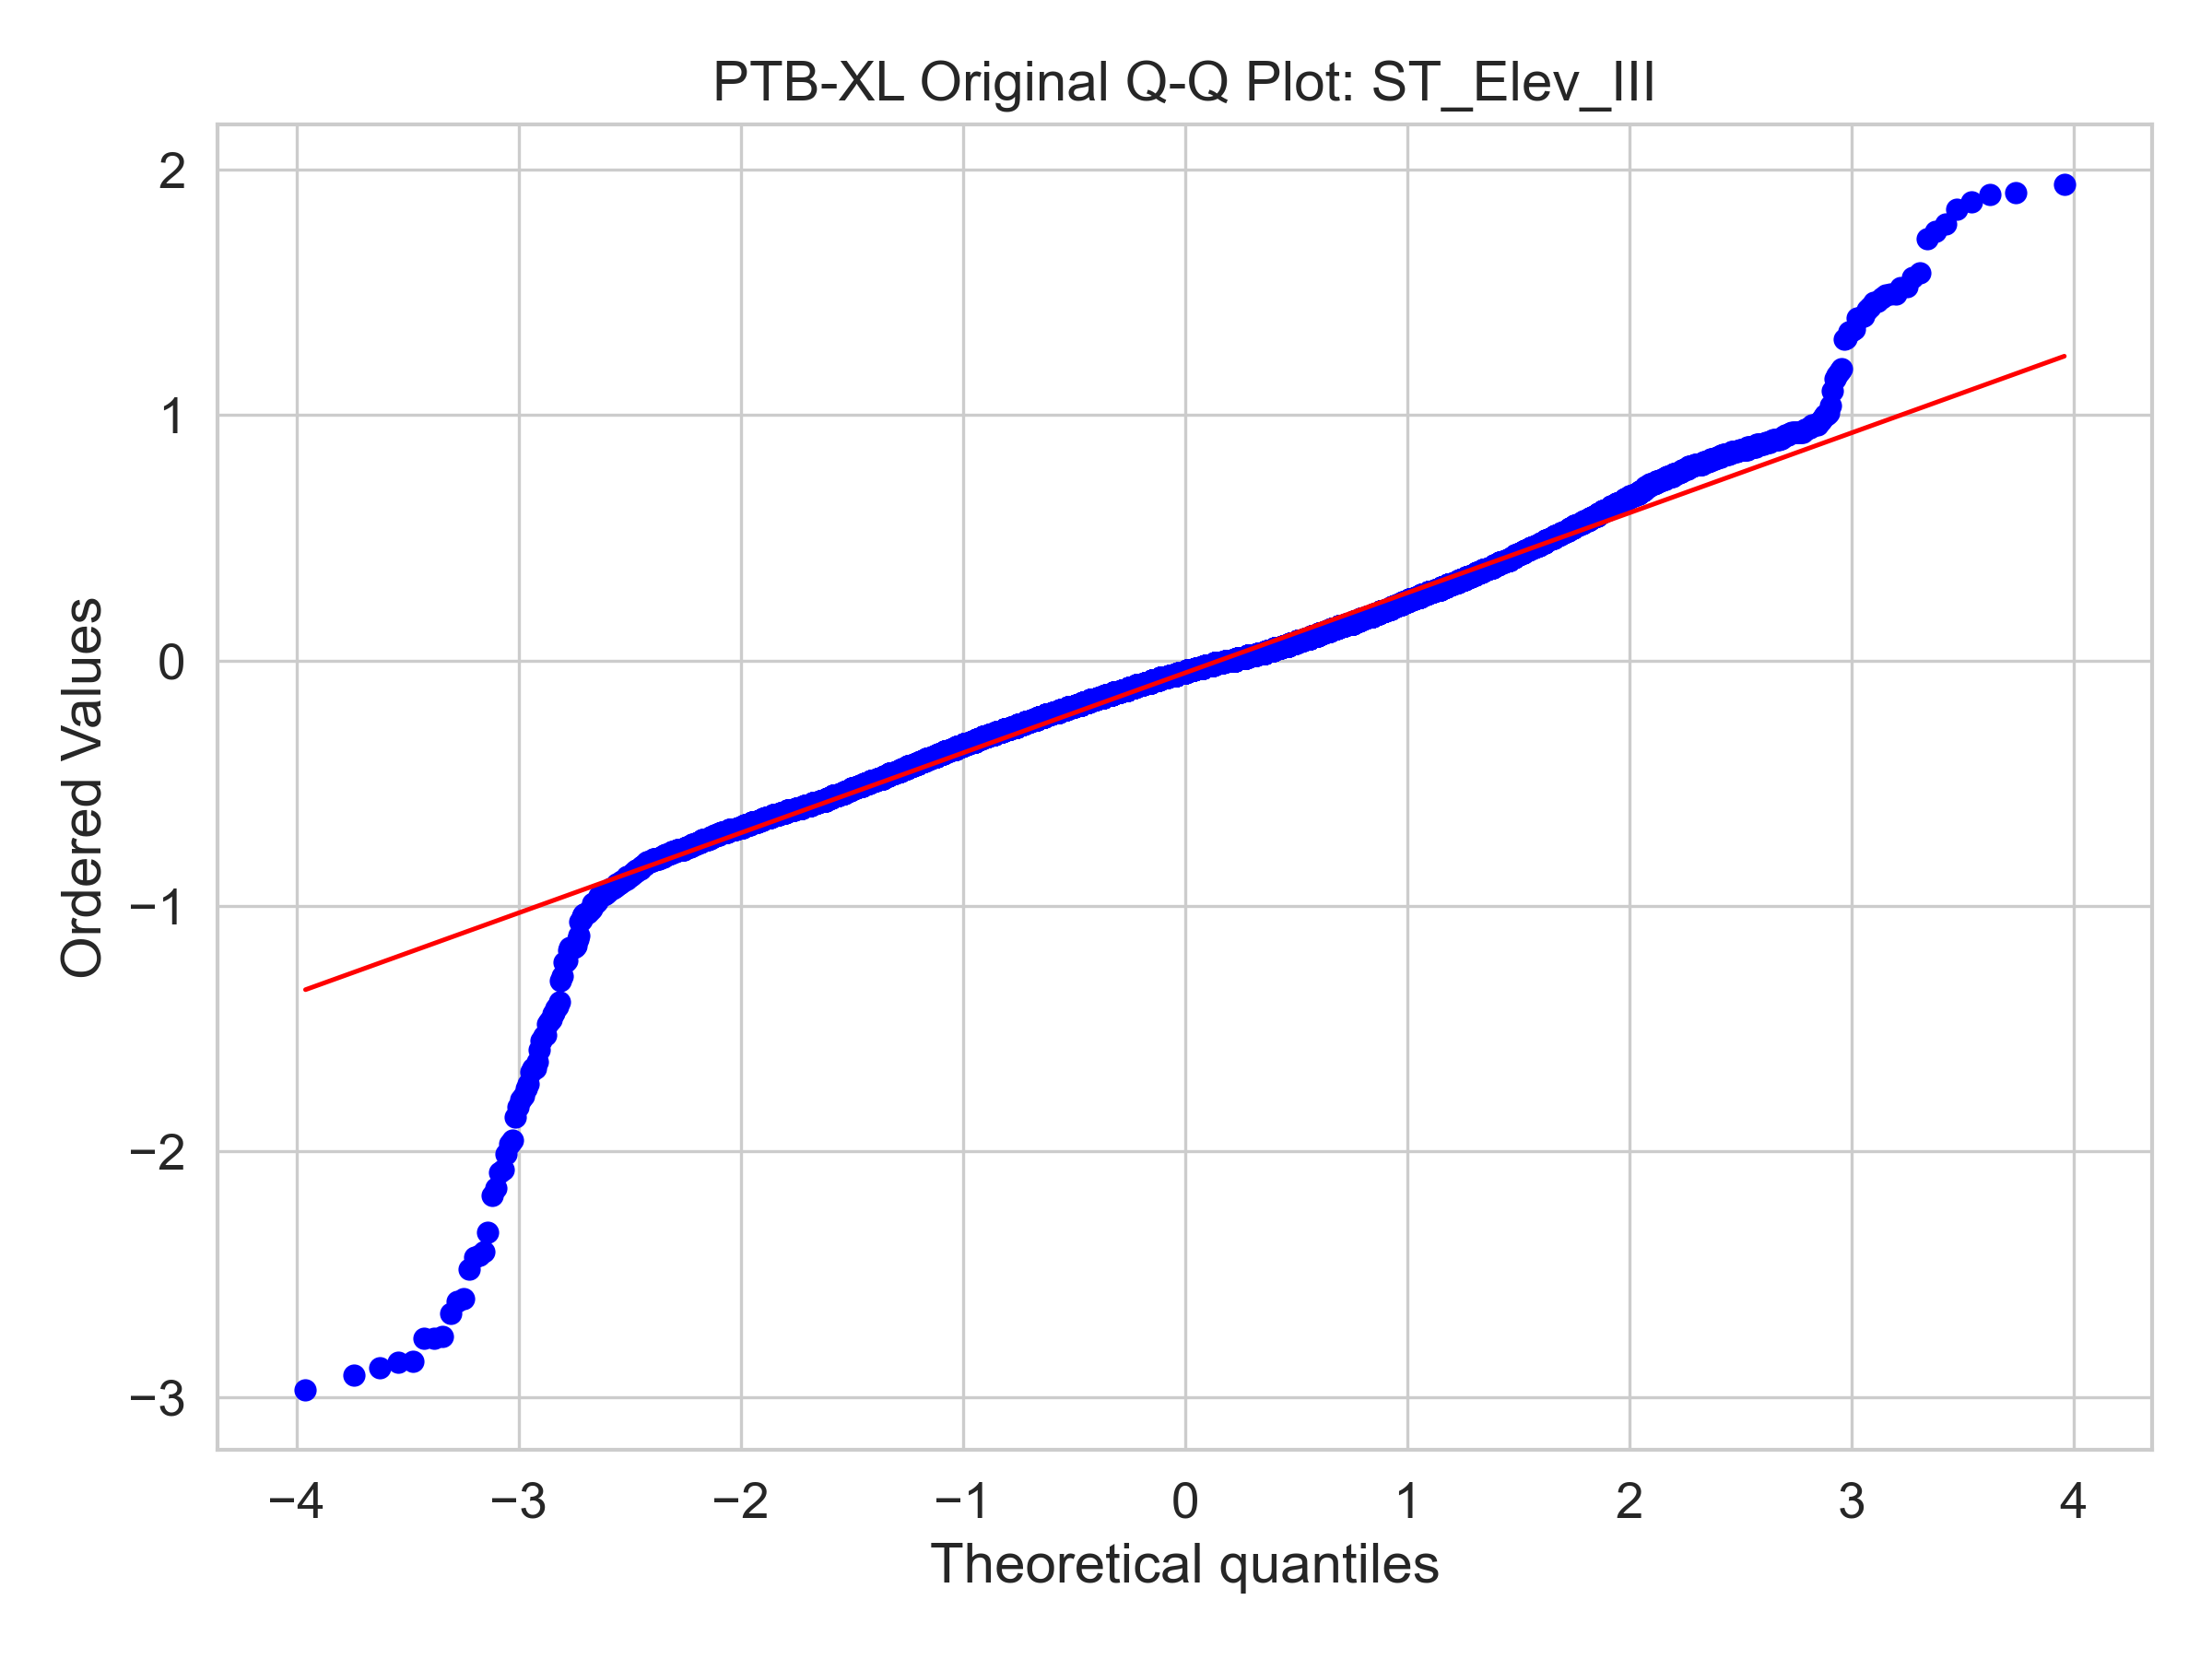 PTB-XL Original Q-Q Plot: ST_Elev_III
2
1
0
−1
−2
−3
Ordered Values
−4 −3 −2 −1 0 1 2 3 4
Theoretical quantiles